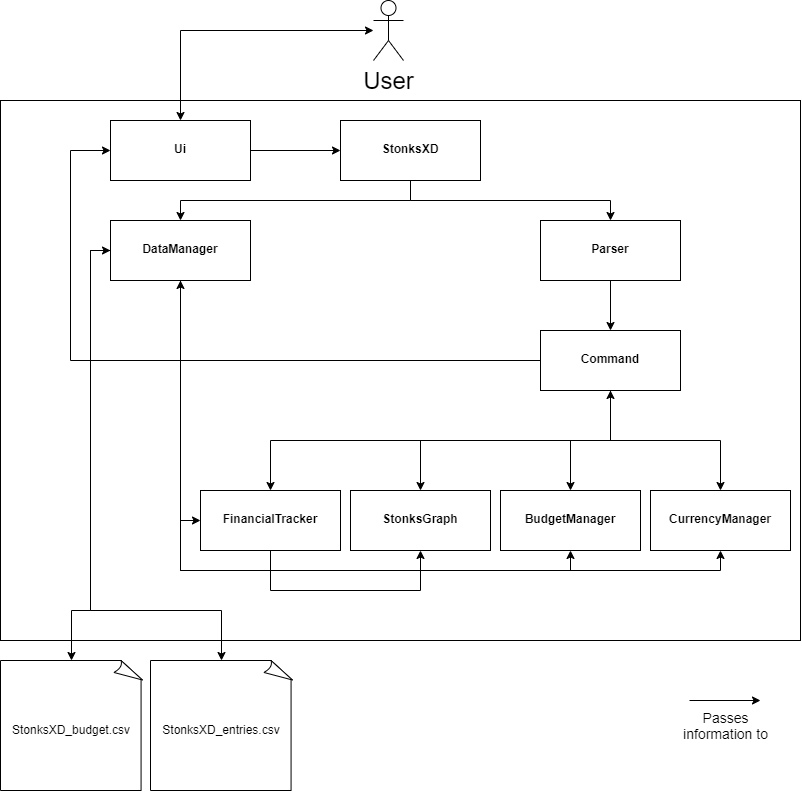 User
Ui
StonksXD
DataManager
Parser
Command
FinancialTracker
StonksGraph
BudgetManager
CurrencyManager
StonksXD_budget.csv
StonksXD_entries.csv
Passes
information to